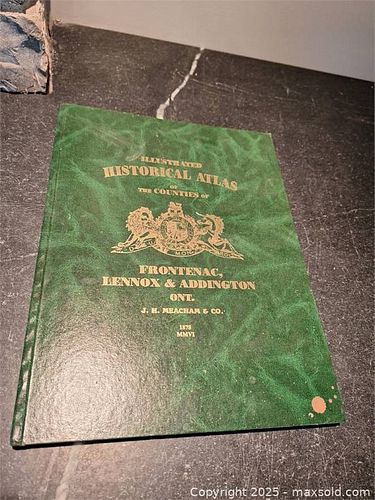 ILLUSTRATED
HISTORICAL ATLAS
OF
THE COUNTIES OF
FRONTENAC,
LENNOX & ADDINGTON
ONT.
J. H. MEACHAM & CO.
1878
MMVI
Copyright 2025 - maxsold.com